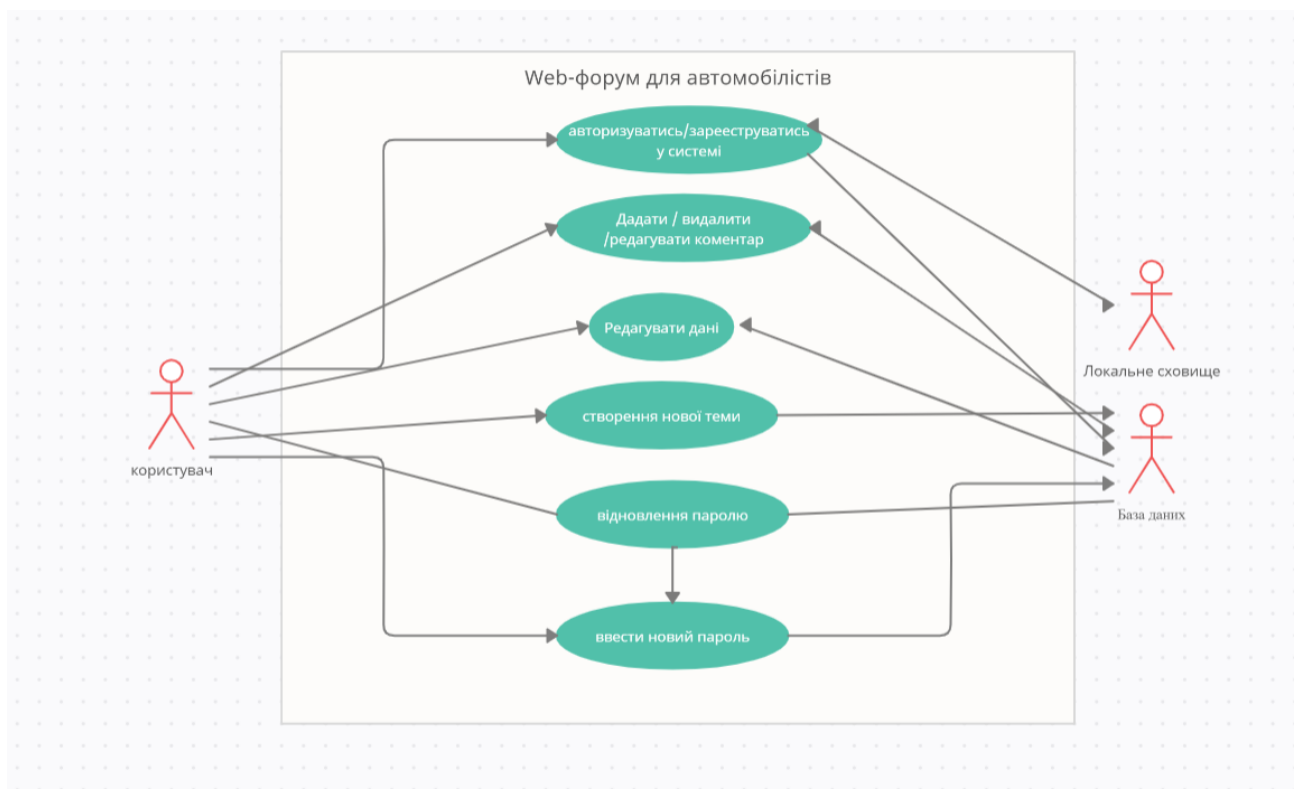 Web-форум для автомобілістів
авторизуватись/зареєструватись
у системі
Дадати / видалити
/редагувати коментар
Редагувати дані
створення нової теми
відновлення паролю
ввести новий пароль
користувач
Локальне сховище
База даних